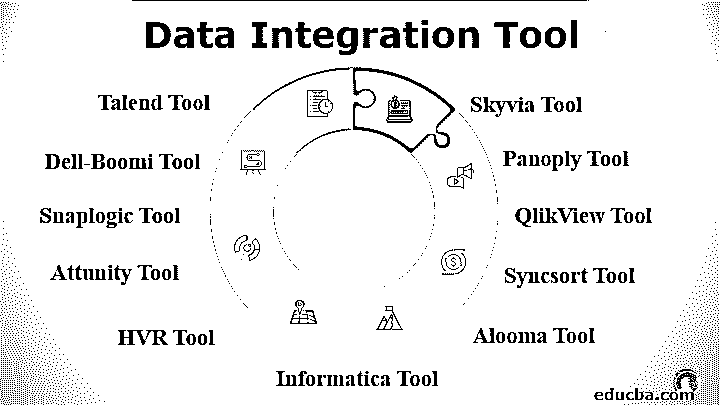 Data Integration Tool
Talend Tool
Skyvia Tool
Dell-Boomi Tool
Panoply Tool
Snaplogic Tool
QlikView Tool
Attunity Tool
Syncsort Tool
HVR Tool
Alooma Tool
Informatica Tool
educba.com